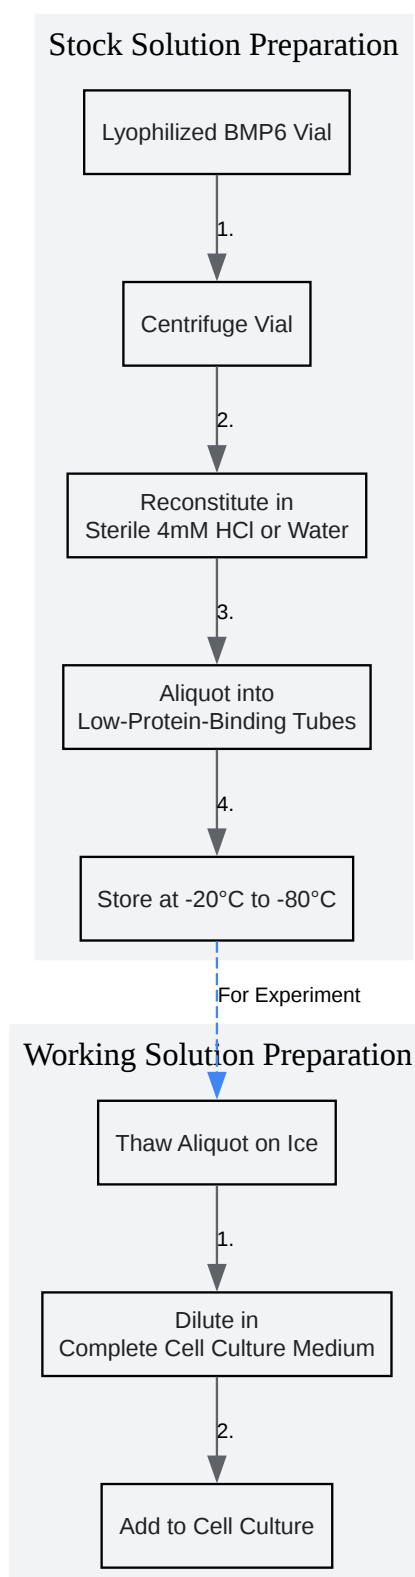 Stock Solution Preparation
Lyophilized BMP6 Vial
1.
Centrifuge Vial
2.
Reconstitute in
Sterile 4mM HCl or Water
3.
Aliquot into
Low-Protein-Binding Tubes
4.
Store at -20°C to -80°C
For Experiment
Working Solution Preparation
Thaw Aliquot on Ice
1.
Dilute in
Complete Cell Culture Medium
2.
Add to Cell Culture